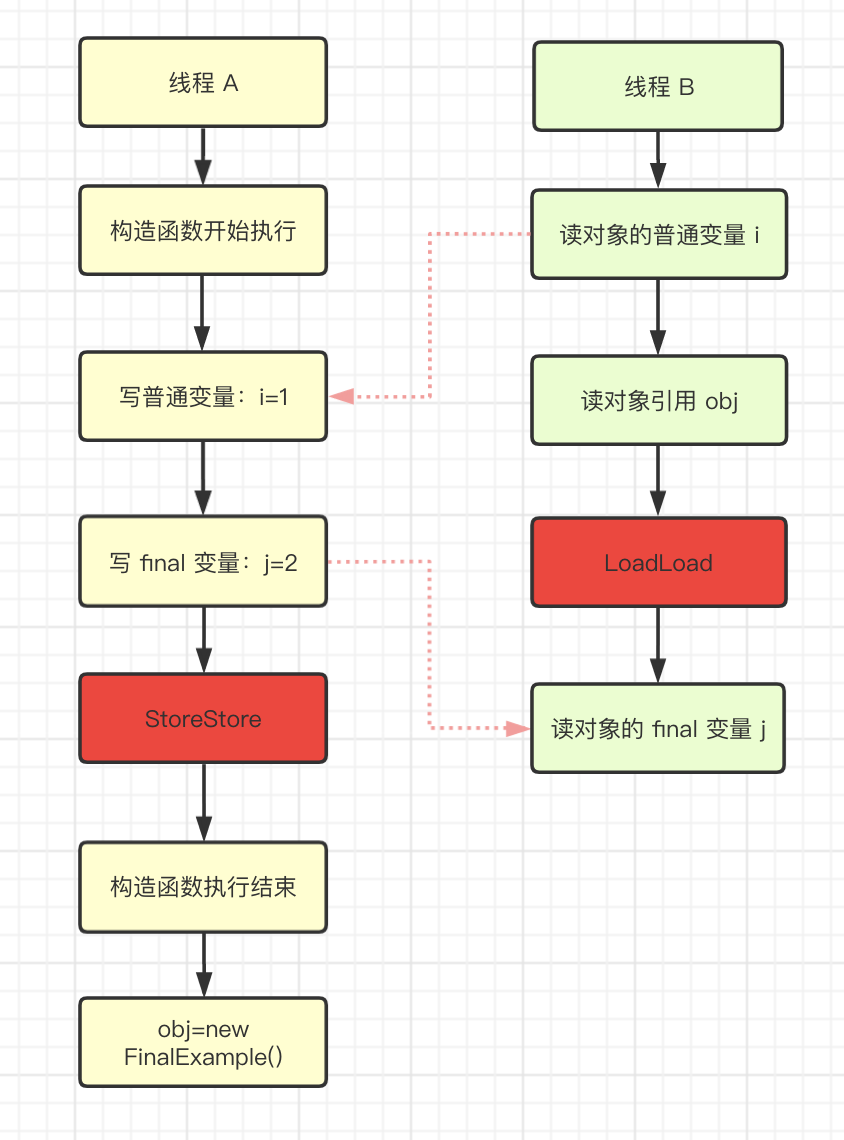 线程 A
构造函数开始执行
写普通变量：i=1
写 final 变量：j=2
StoreStore
构造函数执行结束
obj=new
FinalExample()
线程 B
读对象的普通变量 i
读对象引用 obj
LoadLoad
读对象的 final 变量 j